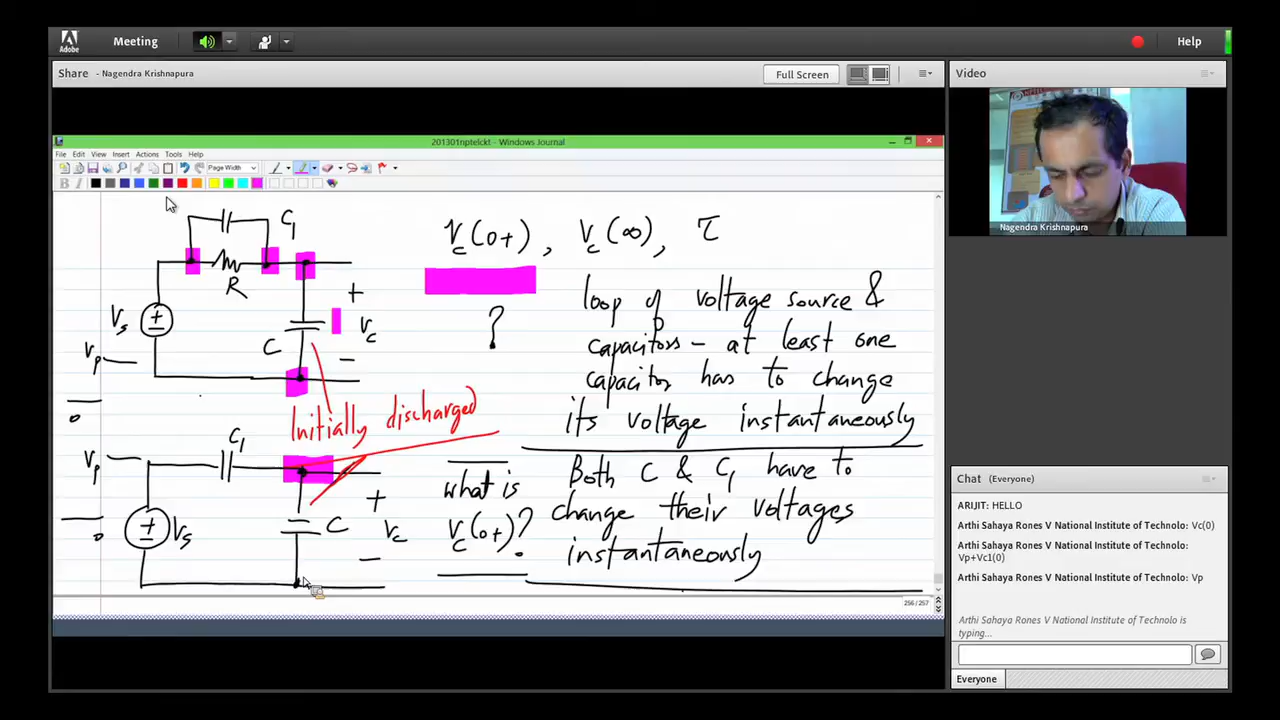 Meeting
Help
Share - Nagendra Krishnapura
Full Screen
Video
201301nptelckt - Windows Journal
File Edit View Insert Actions Tools Help
Page Width
B I
Nagendra Krishnapura
C1
R
Vs
+
-
Vp
0
C
+
Vc
-
Vc(0+), Vc(∞), τ
?
loop of voltage source &
capacitors - at least one
capacitor has to change
its voltage instantaneously
Initially discharged
Vp
0
C1
+
-
Vs
C
+
Vc
-
what is
Vc(0+)?
Both C & C1 have to
change their voltages
instantaneously
256 / 257
Chat (Everyone)
ARIJIT: HELLO
Arthi Sahaya Rones V National Institute of Technolo: Vc(0)
Arthi Sahaya Rones V National Institute of Technolo:
Vp+Vc1(0)
Arthi Sahaya Rones V National Institute of Technolo: Vp
Arthi Sahaya Rones V National Institute of Technolo is
typing...
Everyone